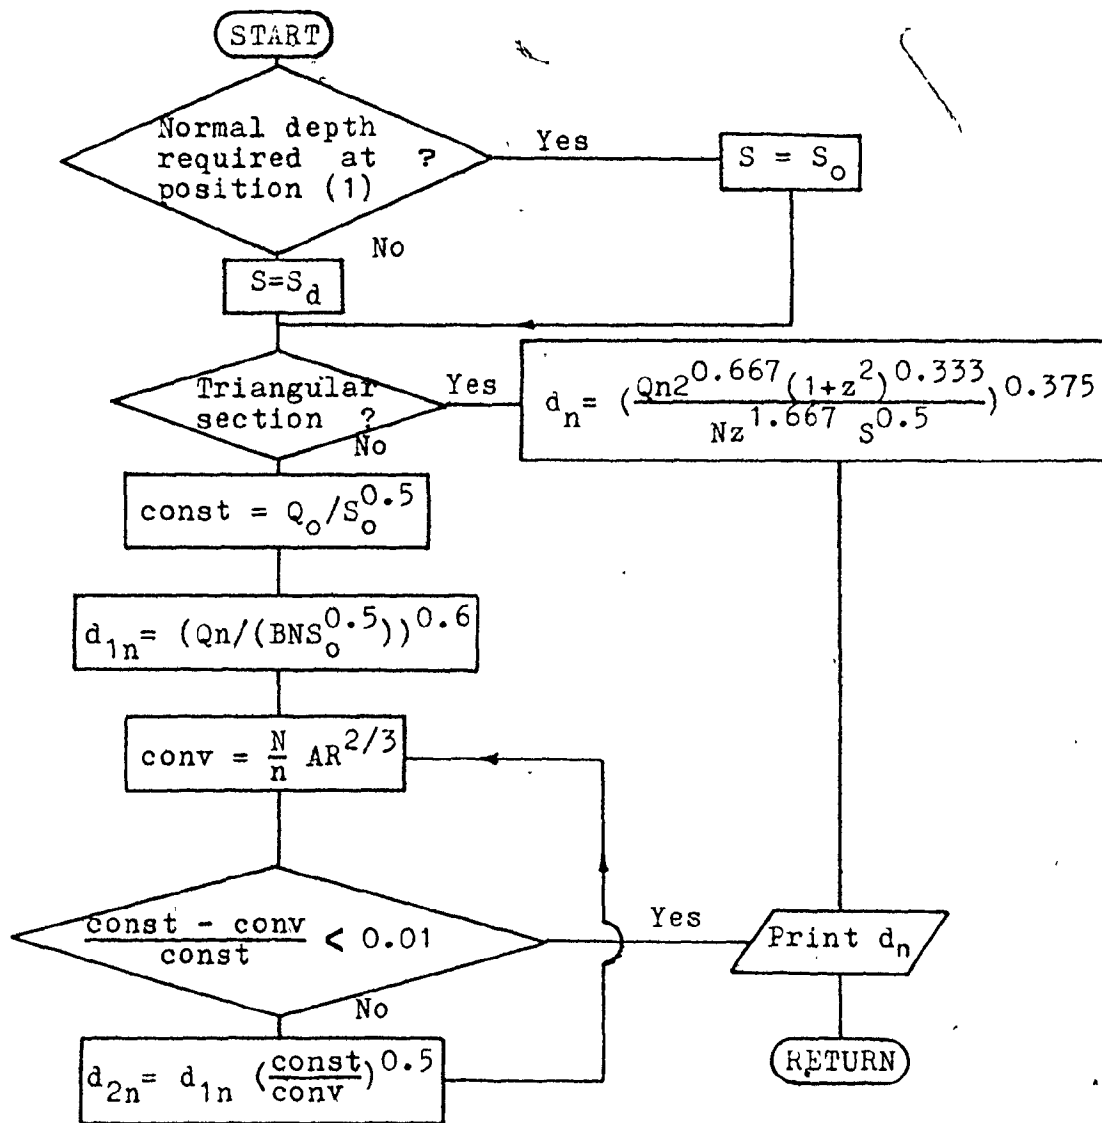 START
Normal depth
required at ?
position (1)
Yes
S = S_o
No
S=S_d
Triangular
section ?
Yes
d_n= (Qn2^0.667(1+z^2)^0.333 / Nz^1.667 S^0.5)^0.375
No
const = Q_o/S_o^0.5
d_1n= (Qn/(BNS_o^0.5))^0.6
conv = N/n AR^2/3
const - conv / const < 0.01
Yes
Print d_n
No
d_2n= d_1n (const/conv)^0.5
RETURN